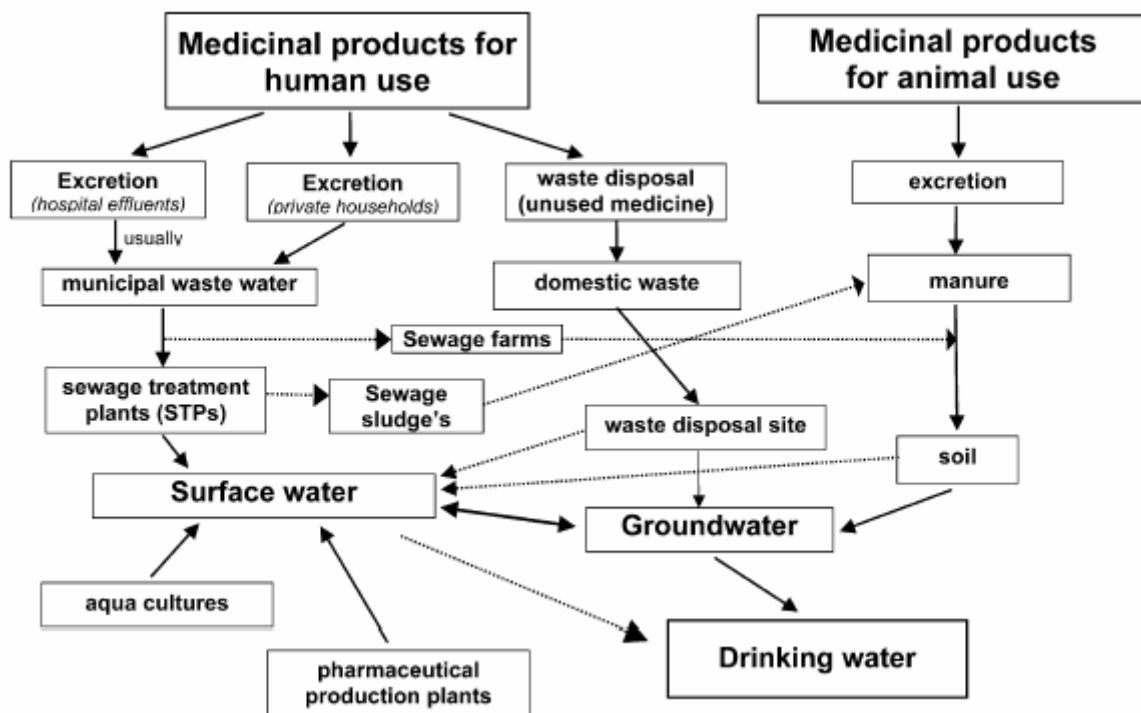 Medicinal products for
human use
Medicinal products
for animal use
Excretion
(hospital effluents)
Excretion
(private households)
waste disposal
(unused medicine)
excretion
usually
municipal waste water
domestic waste
manure
Sewage farms
sewage treatment
plants (STPs)
Sewage
sludge's
waste disposal site
soil
Surface water
Groundwater
aqua cultures
pharmaceutical
production plants
Drinking water